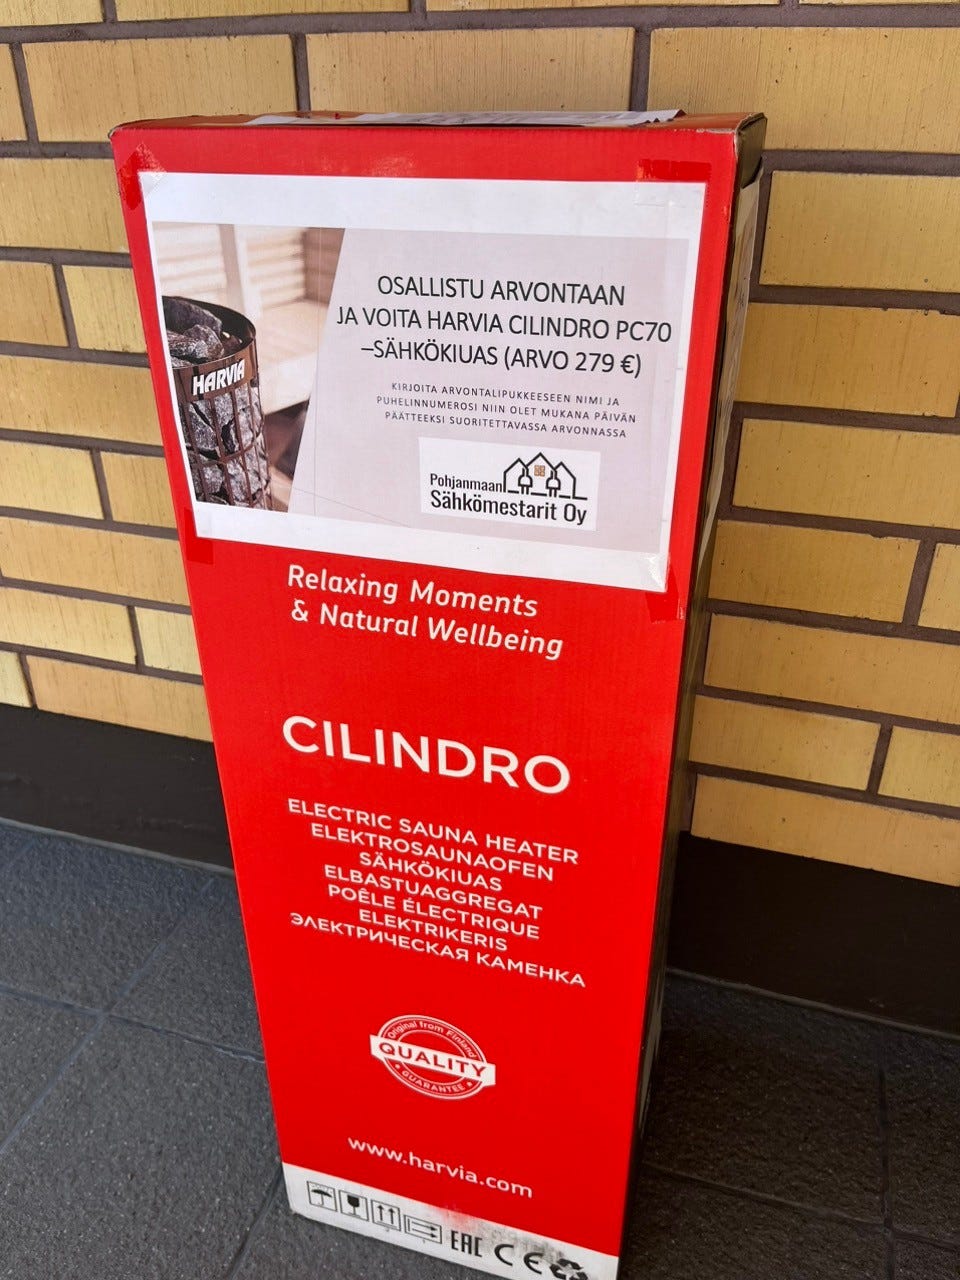 OSALLISTU ARVONTAAN
JA VOITA HARVIA CILINDRO PC70
–SÄHKÖKIUAS (ARVO 279 €)
HARVIA
KIRJOITA ARVONTALIPUKKEESEEN NIMI JA
PUHELINNUMEROSI NIIN OLET MUKANA PÄIVÄN
PÄÄTTEEKSI SUORITETTAVASSA ARVONNASSA
Pohjanmaan
Sähkömestarit Oy
Relaxing Moments
& Natural Wellbeing
CILINDRO
ELECTRIC SAUNA HEATER
ELEKTROSAUNAOFEN
SÄHKÖKIUAS
ELBASTUAGGREGAT
POÊLE ÉLECTRIQUE
ELEKTRIKERIS
ЭЛЕКТРИЧЕСКАЯ КАМЕНКА
Original from Finland
QUALITY
GUARANTEE
www.harvia.com
EAC CE